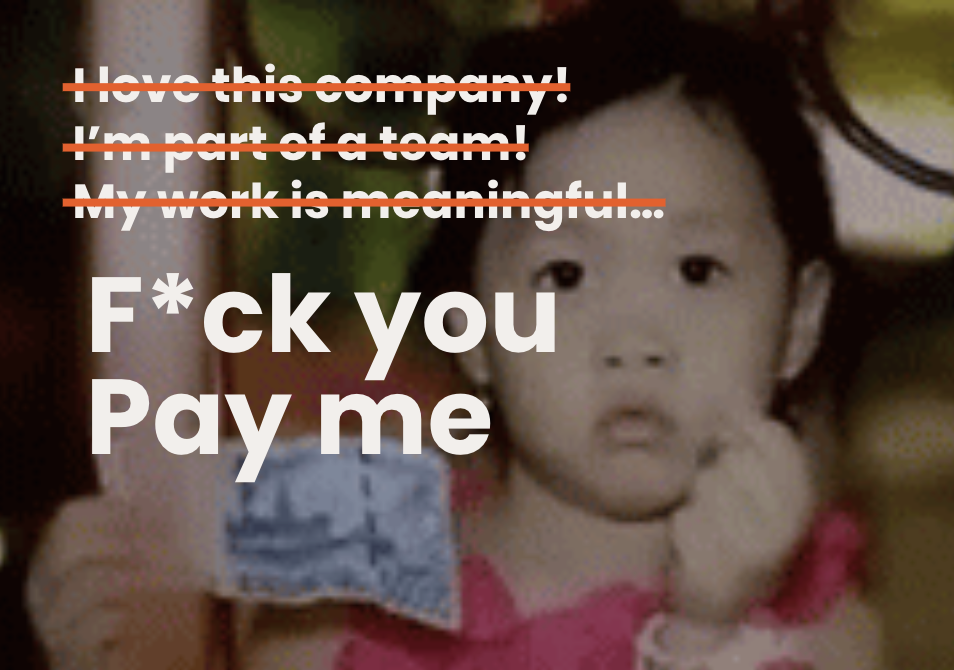 I love this company!
I'm part of a team!
My work is meaningful...
F*ck you
Pay me